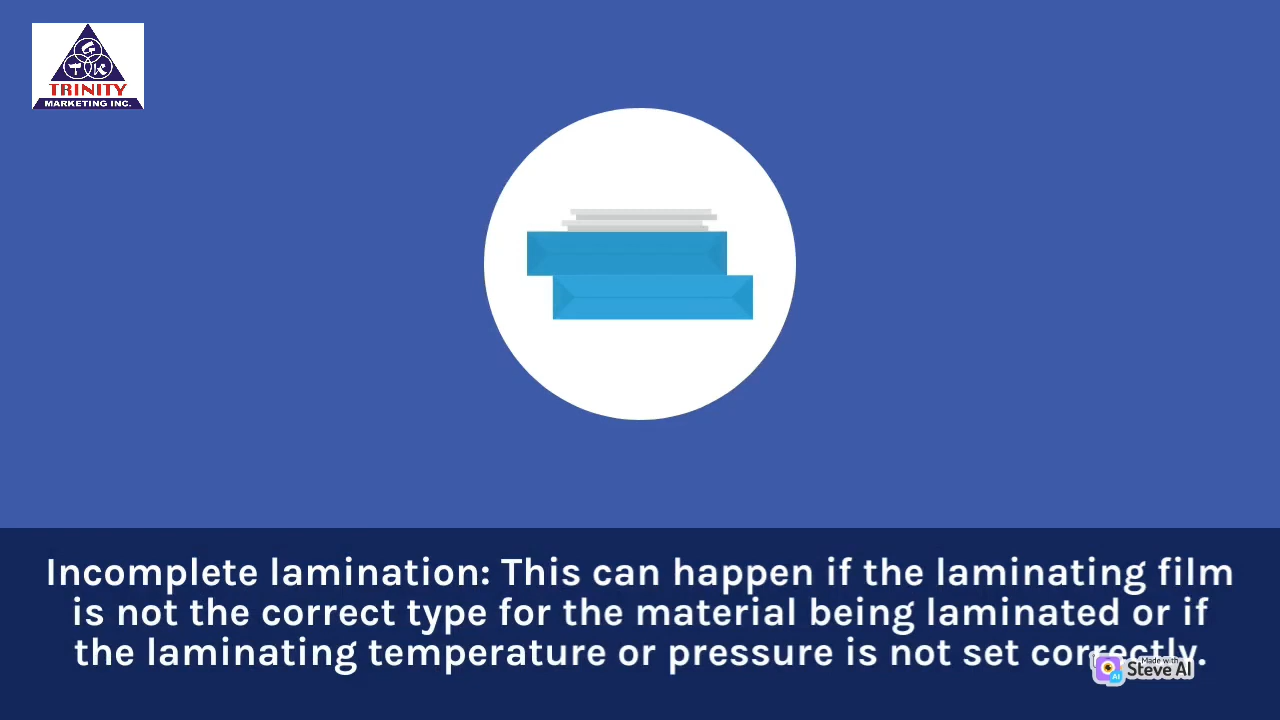 G
T K
TRINITY
MARKETING INC.
Incomplete lamination: This can happen if the laminating film
is not the correct type for the material being laminated or if
the laminating temperature or pressure is not set correctly.
Made with
AI Steve AI